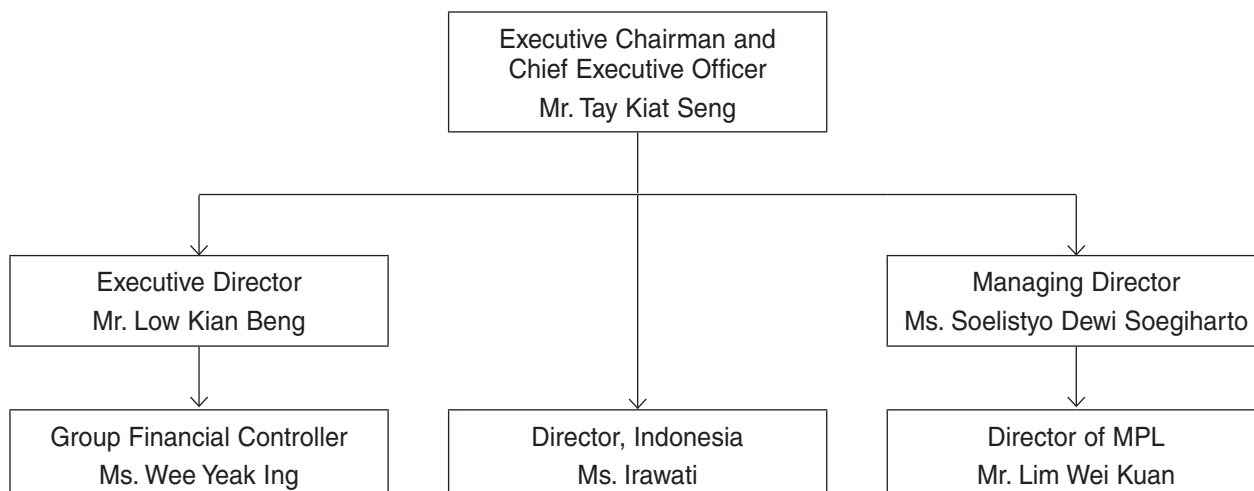 Executive Chairman and
Chief Executive Officer
Mr. Tay Kiat Seng
Executive Director
Mr. Low Kian Beng
Managing Director
Ms. Soelistyo Dewi Soegiharto
Group Financial Controller
Ms. Wee Yeak Ing
Director, Indonesia
Ms. Irawati
Director of MPL
Mr. Lim Wei Kuan